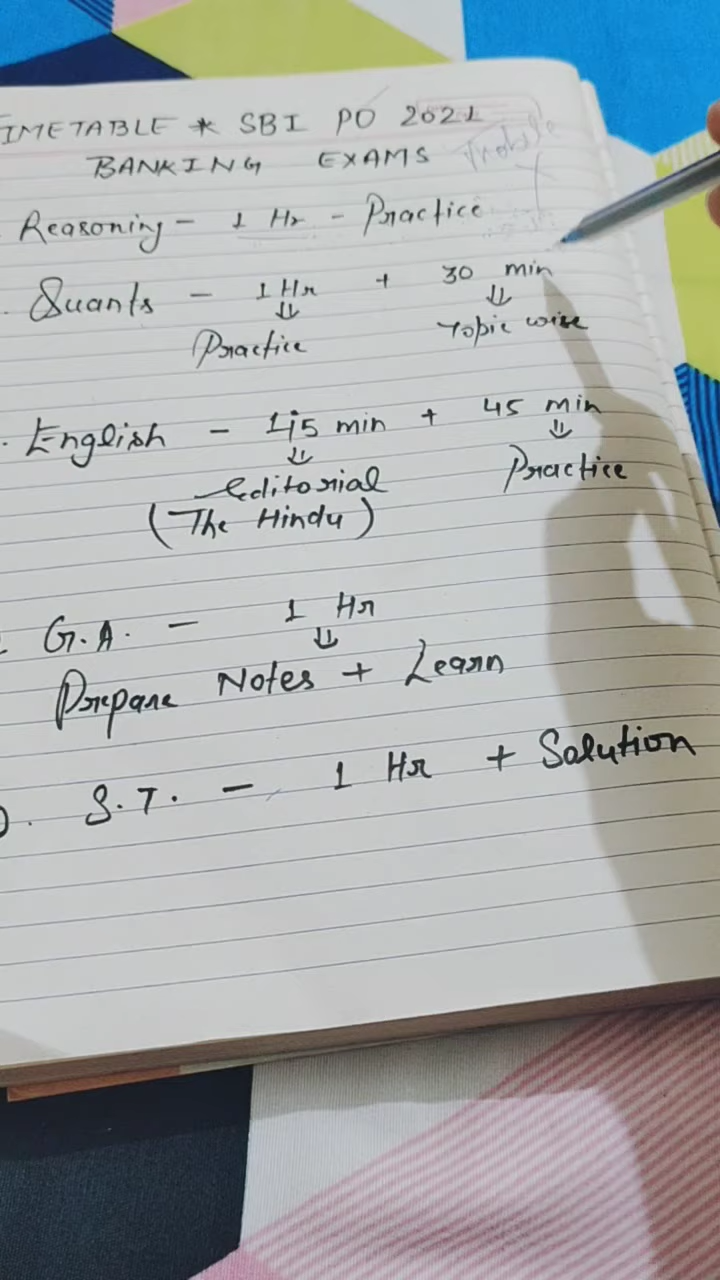 IMETABLE * SBI PO 2021
BANKING EXAMS
Reasoning - 1 Hr - Practice
Quants - 1 Hr + 30 min
⇓ ⇓
Practice Topic wise
English - 15 min + 45 min
⇓ ⇓
Editorial Practice
(The Hindu)
G.A. - 1 Hr
⇓
Prepare Notes + Learn
S.T. - 1 Hr + Solution